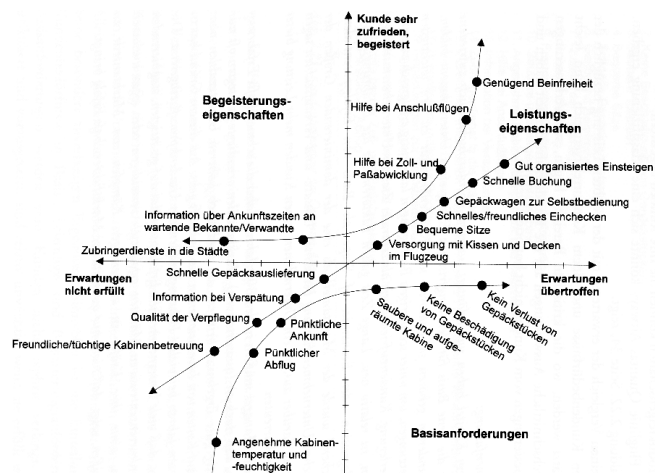 Kunde sehr
zufrieden,
begeistert
Genügend Beinfreiheit
Begeisterungs-
eigenschaften
Hilfe bei Anschlußflügen
Leistungs-
eigenschaften
Hilfe bei Zoll- und
Paßabwicklung
Gut organisiertes Einsteigen
Schnelle Buchung
Gepäckwagen zur Selbstbedienung
Information über Ankunftszeiten an
wartende Bekannte/Verwandte
Schnelles/freundliches Einchecken
Bequeme Sitze
Zubringerdienste in die Städte
Versorgung mit Kissen und Decken
im Flugzeug
Erwartungen
nicht erfüllt
Schnelle Gepäcksauslieferung
Erwartungen
übertroffen
Information bei Verspätung
Qualität der Verpflegung
Pünktliche
Ankunft
Saubere und aufge-
räumte Kabine
Keine Beschädigung
von Gepäckstücken
Kein Verlust von
Gepäckstücken
Freundliche/tüchtige Kabinenbetreuung
Pünktlicher
Abflug
Angenehme Kabinen-
temperatur und
-feuchtigkeit
Basisanforderungen